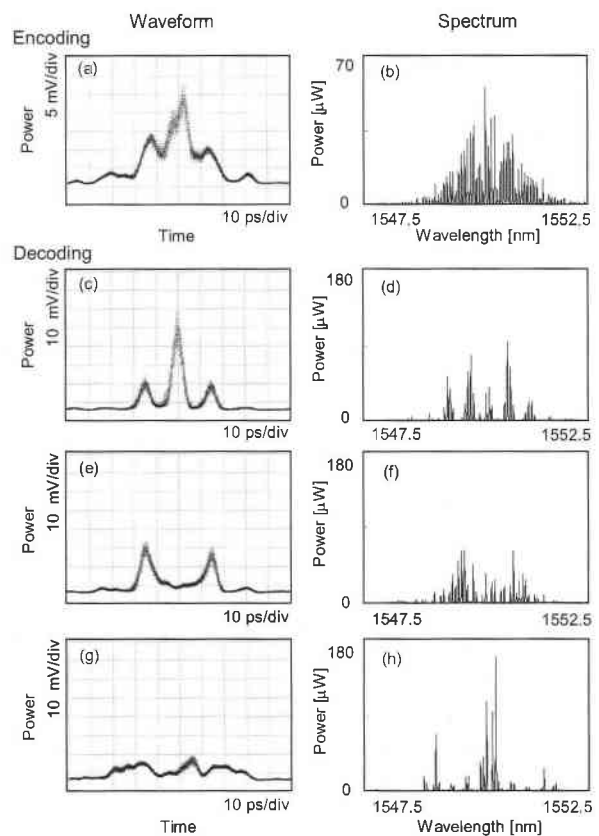 Waveform
Spectrum
Encoding
(a)
5 mV/div
Power
10 ps/div
Time
(b)
70
Power [μW]
0
1547.5
1552.5
Wavelength [nm]
Decoding
(c)
10 mV/div
Power
10 ps/div
(d)
180
Power [μW]
0
1547.5
1552.5
(e)
10 mV/div
Power
10 ps/div
(f)
180
Power [μW]
0
1547.5
1552.5
(g)
10 mV/div
Power
10 ps/div
Time
(h)
180
Power [μW]
0
1547.5
1552.5
Wavelength [nm]